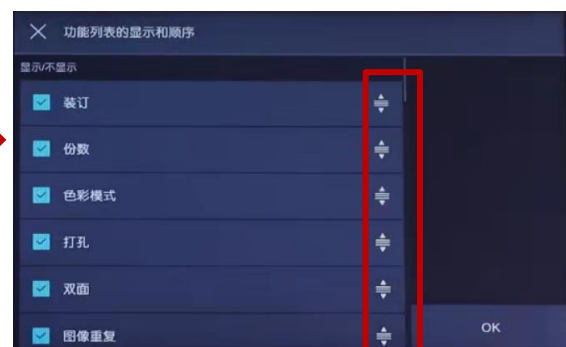 功能列表的显示和顺序
显示/不显示
装订
份数
色彩模式
打孔
双面
图像重复
OK